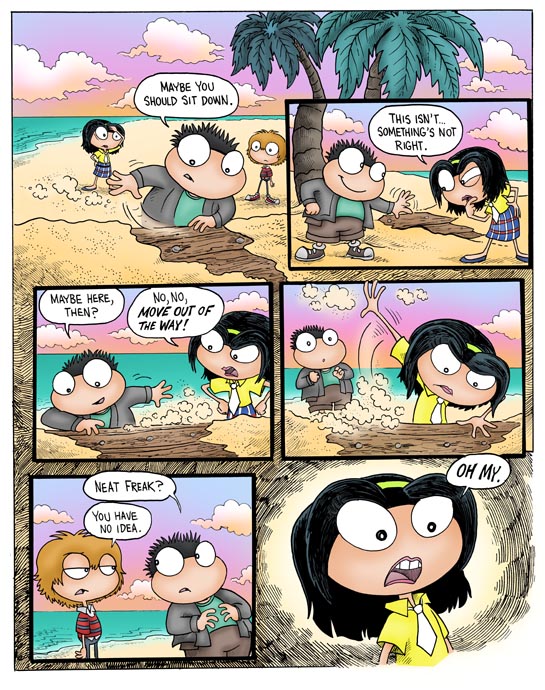 MAYBE YOU
SHOULD SIT DOWN.
THIS ISN'T...
SOMETHING'S NOT
RIGHT.
MAYBE HERE,
THEN?
NO, NO,
MOVE OUT OF
THE WAY!
NEAT FREAK?
YOU HAVE
NO IDEA.
OH MY.